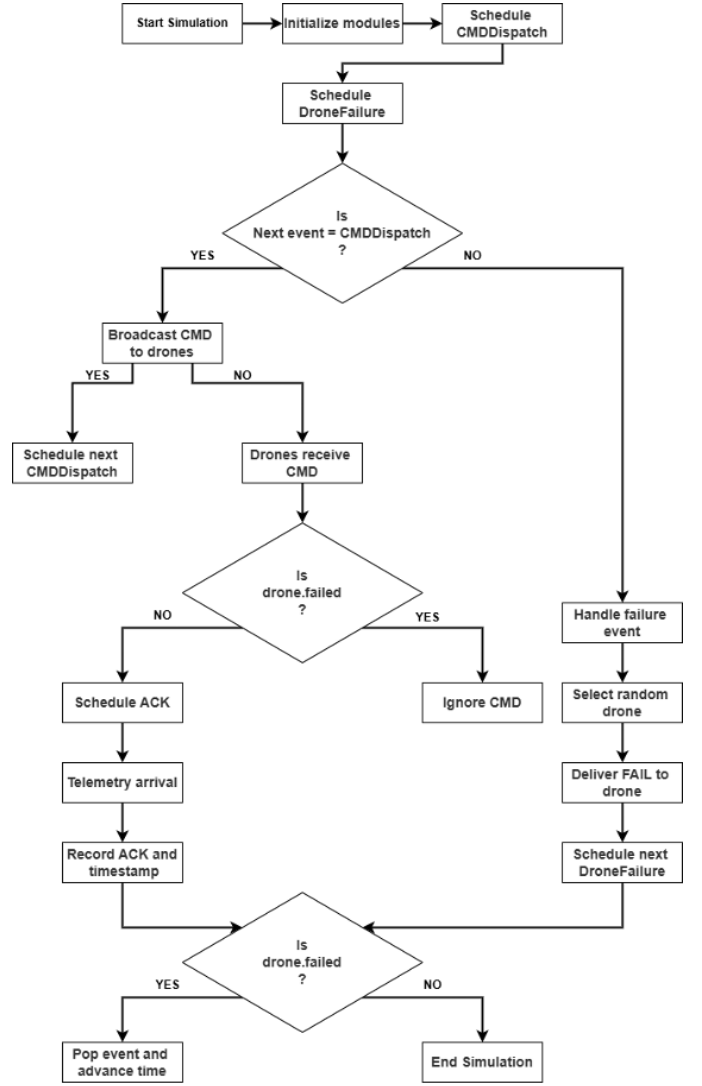 Start Simulation
Initialize modules
Schedule
CMDDispatch
Schedule
DroneFailure
Is
Next event = CMDDispatch
?
YES
NO
Broadcast CMD
to drones
YES
NO
Schedule next
CMDDispatch
Drones receive
CMD
Is
drone.failed
?
NO
YES
Handle failure
event
Schedule ACK
Ignore CMD
Select random
drone
Telemetry arrival
Deliver FAIL to
drone
Record ACK and
timestamp
Schedule next
DroneFailure
Is
drone.failed
?
YES
NO
Pop event and
advance time
End Simulation